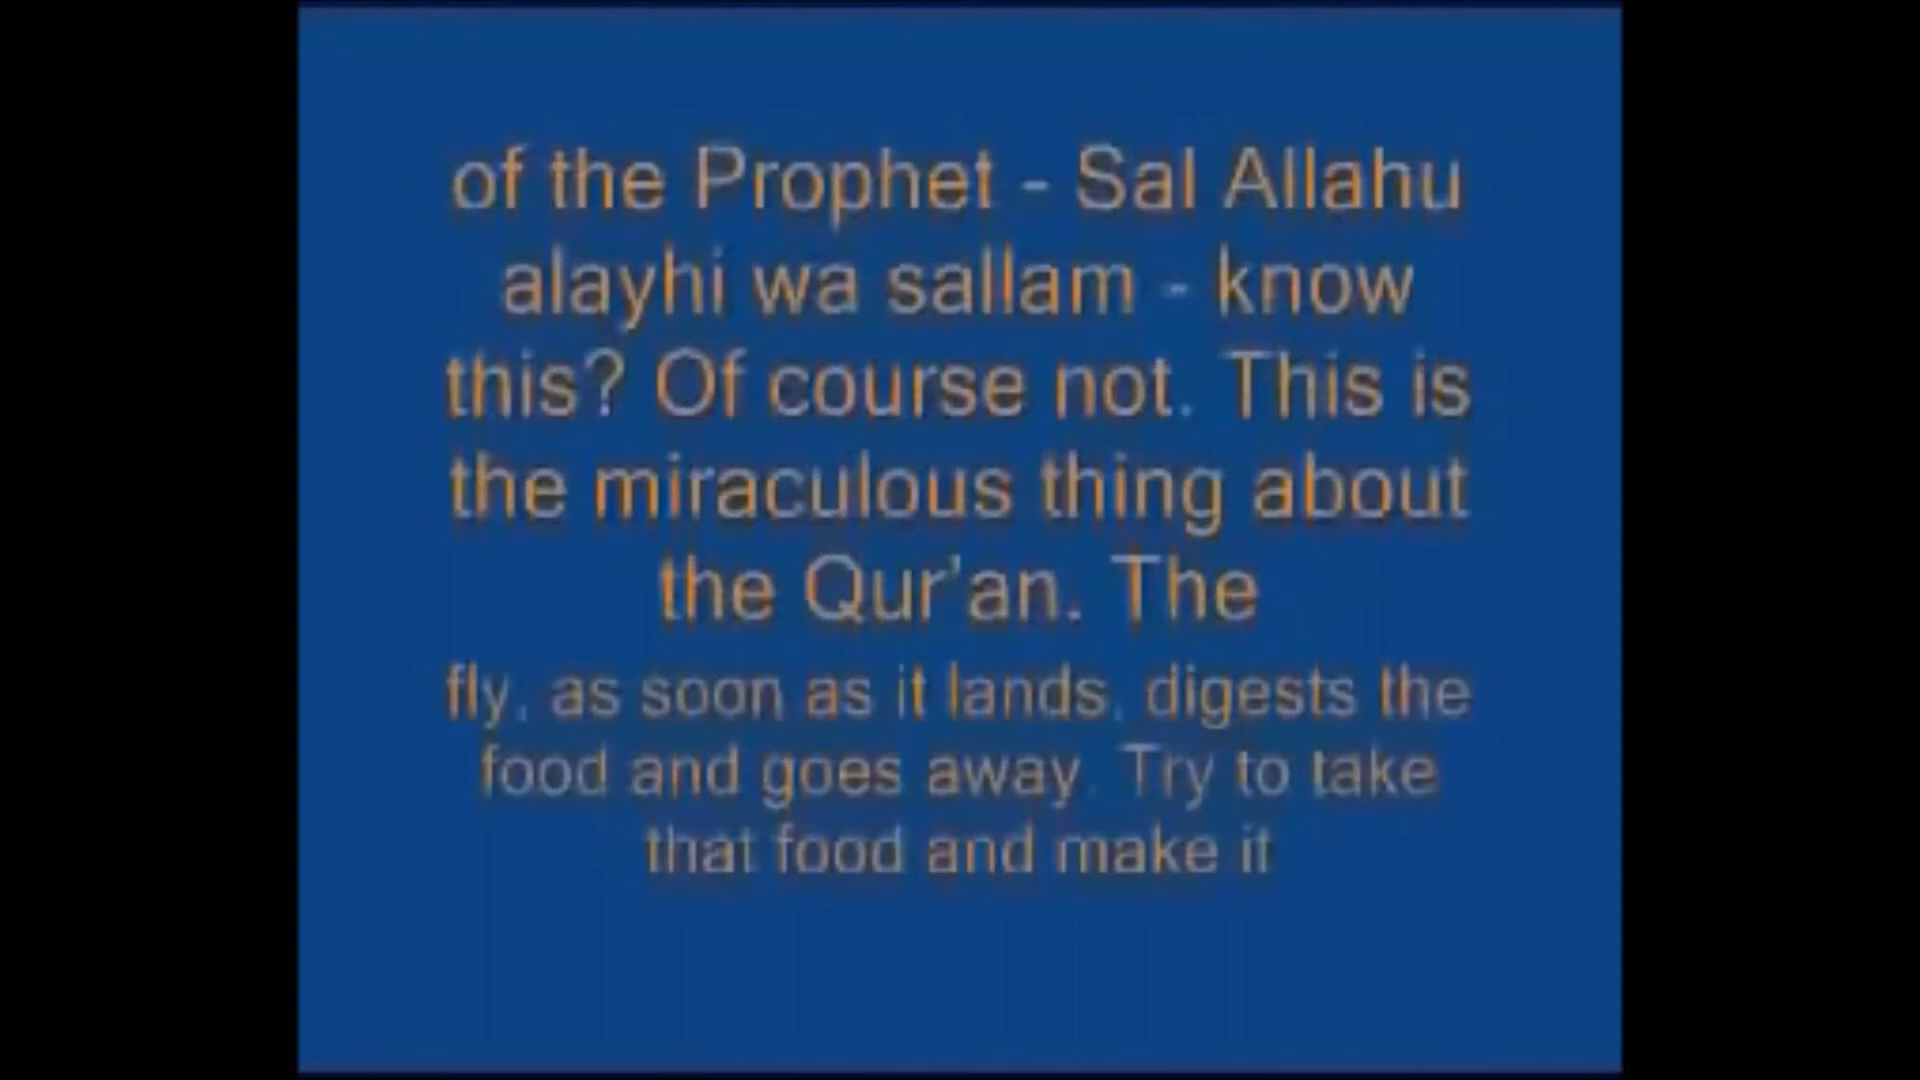 of the Prophet - Sal Allahu
alayhi wa sallam - know
this? Of course not. This is
the miraculous thing about
the Qur'an. The
fly, as soon as it lands, digests the
food and goes away. Try to take
that food and make it